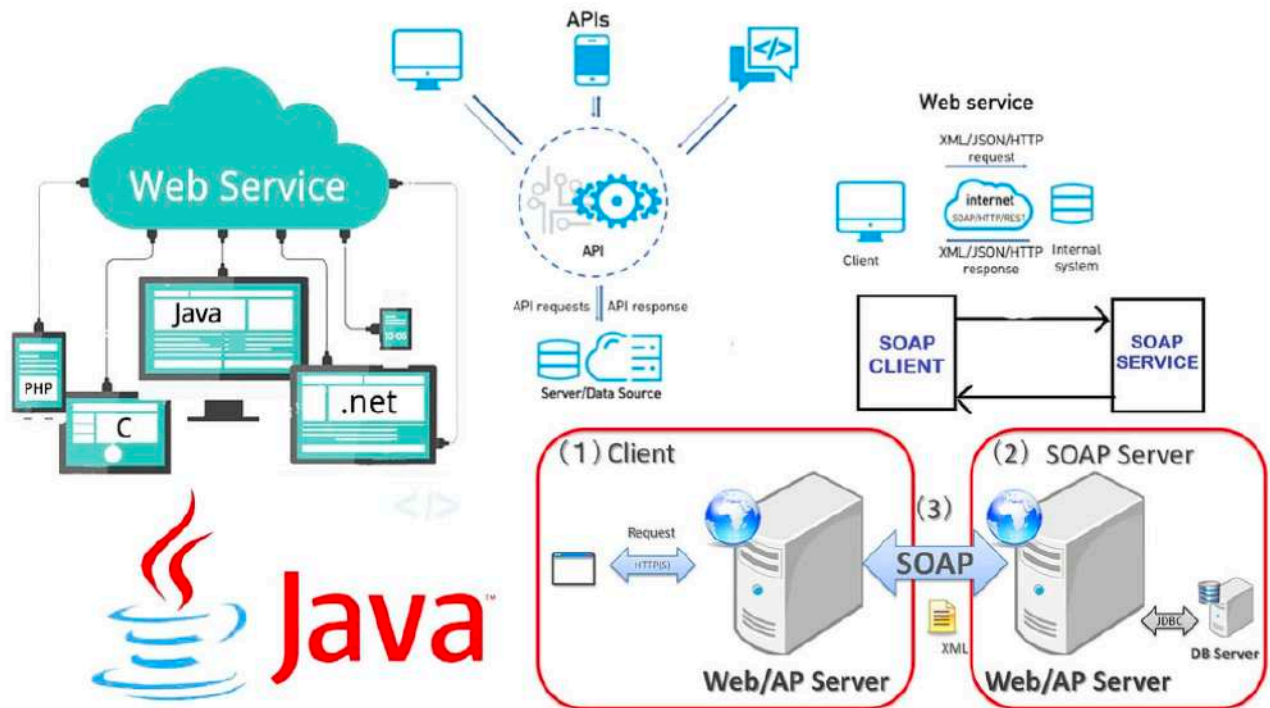 APIs
Web Service
Java
PHP
C
.net
API
API requests
API response
Server/Data Source
Web service
XML/JSON/HTTP
request
internet
SOAP/HTTP/REST
XML/JSON/HTTP
response
Client
Internal
system
SOAP
CLIENT
SOAP
SERVICE
Java™
(1) Client
Request
HTTP(S)
Web/AP Server
(3)
SOAP
XML
(2) SOAP Server
JDBC
DB Server
Web/AP Server